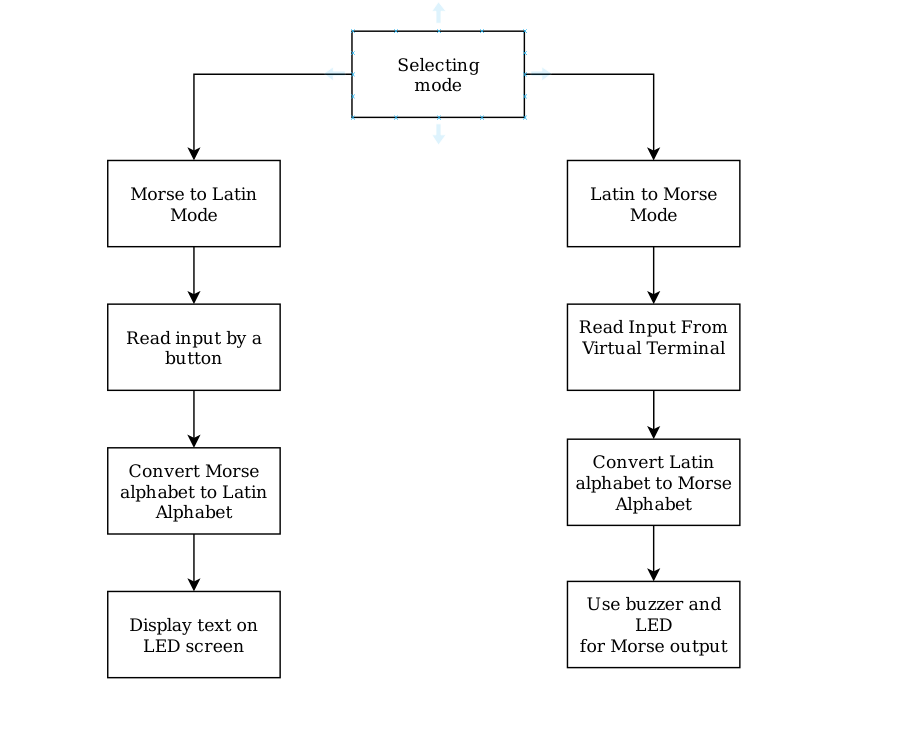 Selecting
mode
Morse to Latin
Mode
Latin to Morse
Mode
Read input by a
button
Read Input From
Virtual Terminal
Convert Morse
alphabet to Latin
Alphabet
Convert Latin
alphabet to Morse
Alphabet
Display text on
LED screen
Use buzzer and
LED
for Morse output